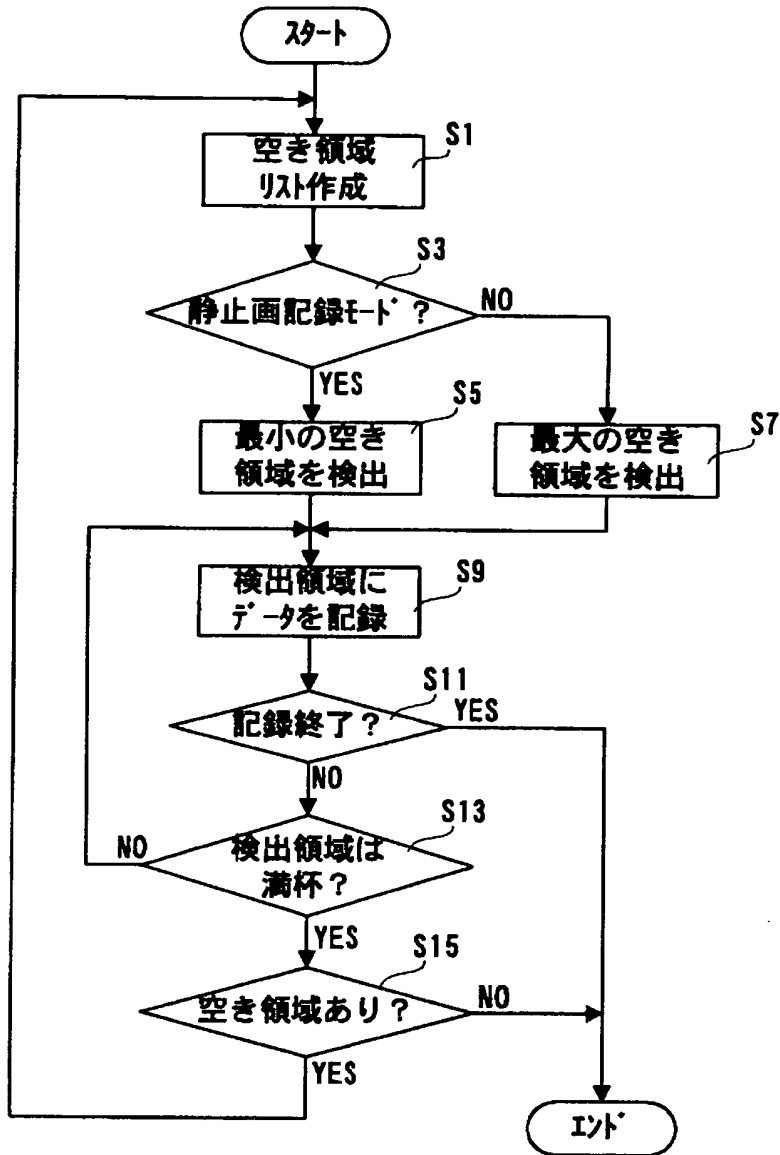 スタート
S1
空き領域
リスト作成
S3
静止画記録モード?
NO
YES
S5
最小の空き
領域を検出
S7
最大の空き
領域を検出
S9
検出領域に
データを記録
S11
記録終了?
YES
NO
S13
検出領域は
満杯?
NO
YES
S15
空き領域あり?
NO
YES
エンド